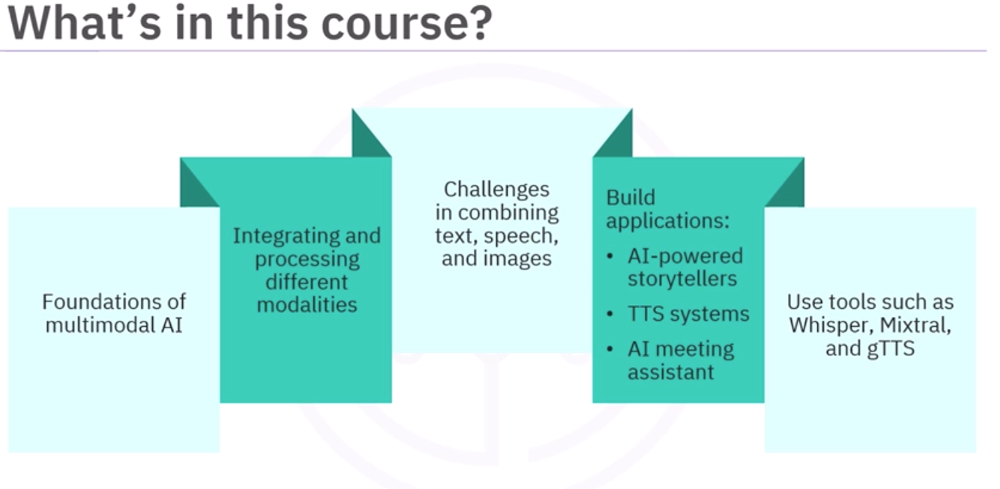 What's in this course?
Foundations of
multimodal AI
Integrating and
processing
different
modalities
Challenges
in combining
text, speech,
and images
Build
applications:
• AI-powered
storytellers
• TTS systems
• AI meeting
assistant
Use tools such as
Whisper, Mixtral,
and gTTS